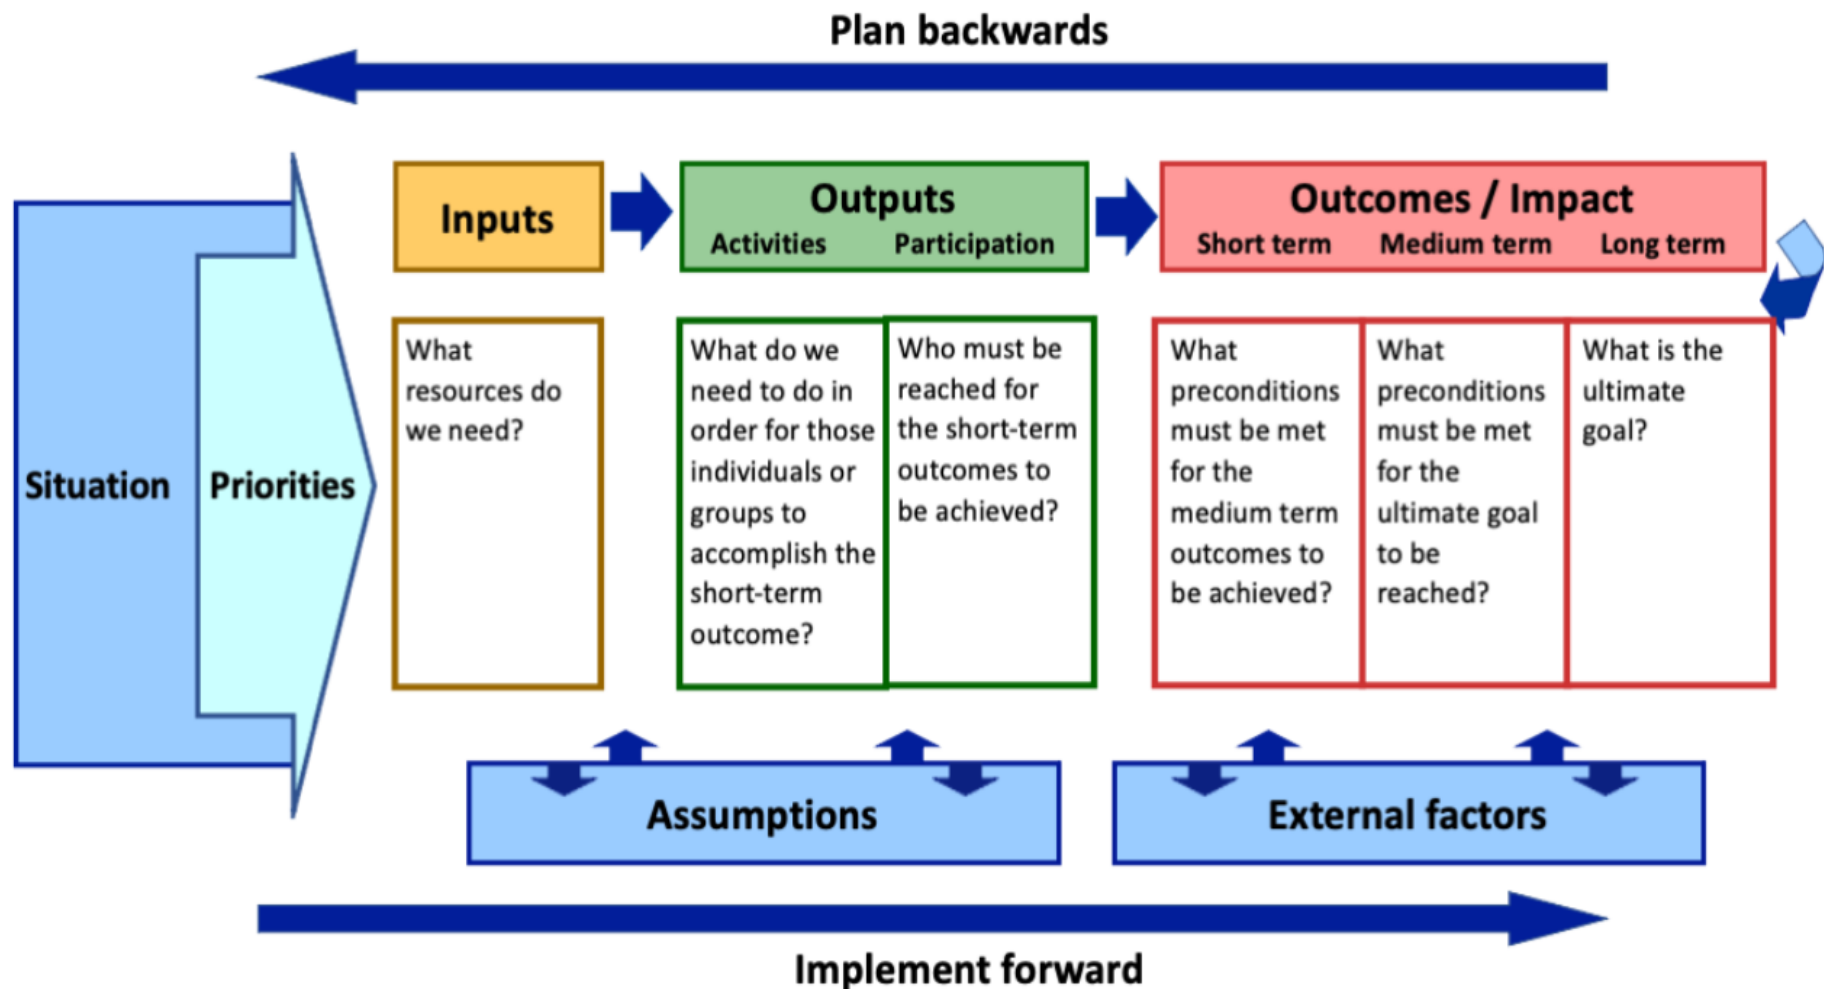 Plan backwards
Situation
Priorities
Inputs
Outputs
Activities Participation
Outcomes / Impact
Short term Medium term Long term
What
resources do
we need?
What do we
need to do in
order for those
individuals or
groups to
accomplish the
short-term
outcome?
Who must be
reached for
the short-term
outcomes to
be achieved?
What
preconditions
must be met
for the
medium term
outcomes to
be achieved?
What
preconditions
must be met
for the
ultimate goal
to be
reached?
What is the
ultimate
goal?
Assumptions
External factors
Implement forward